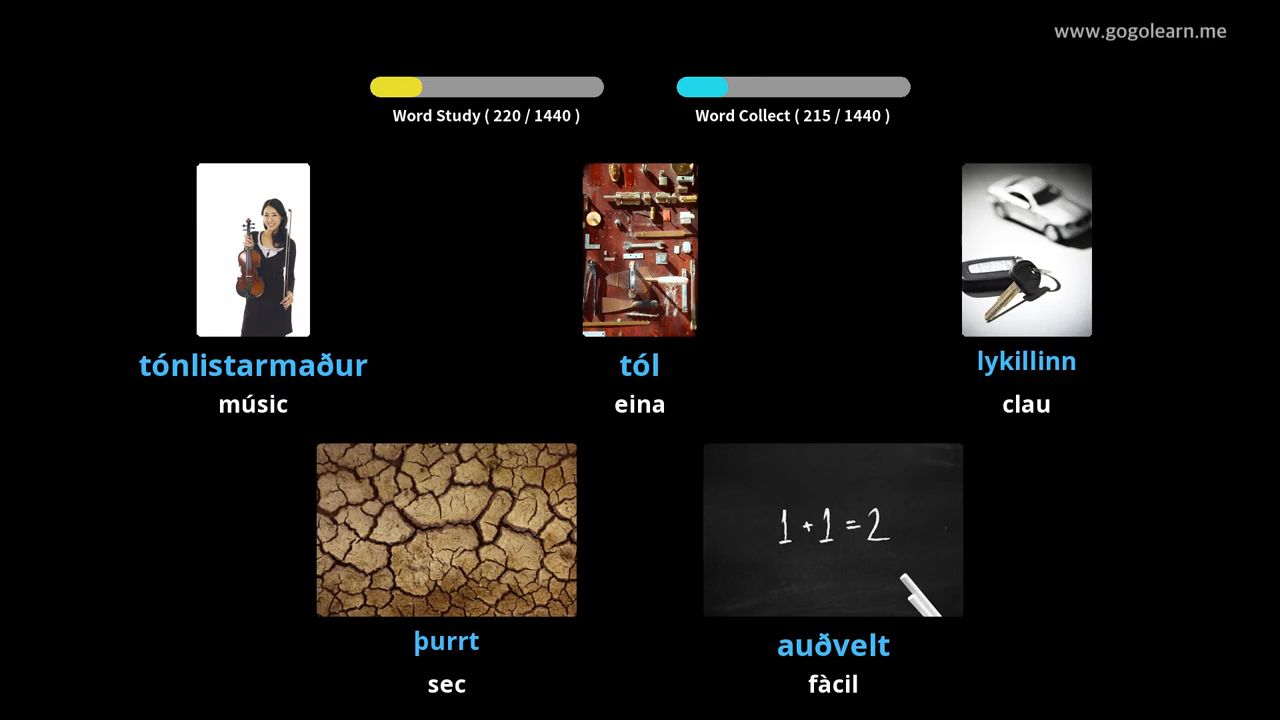 www.gogolearn.me
Word Study ( 220 / 1440 )
Word Collect ( 215 / 1440 )
tónlistarmaður
músic
tól
eina
lykillinn
clau
1 + 1 = 2
þurrt
sec
auðvelt
fàcil